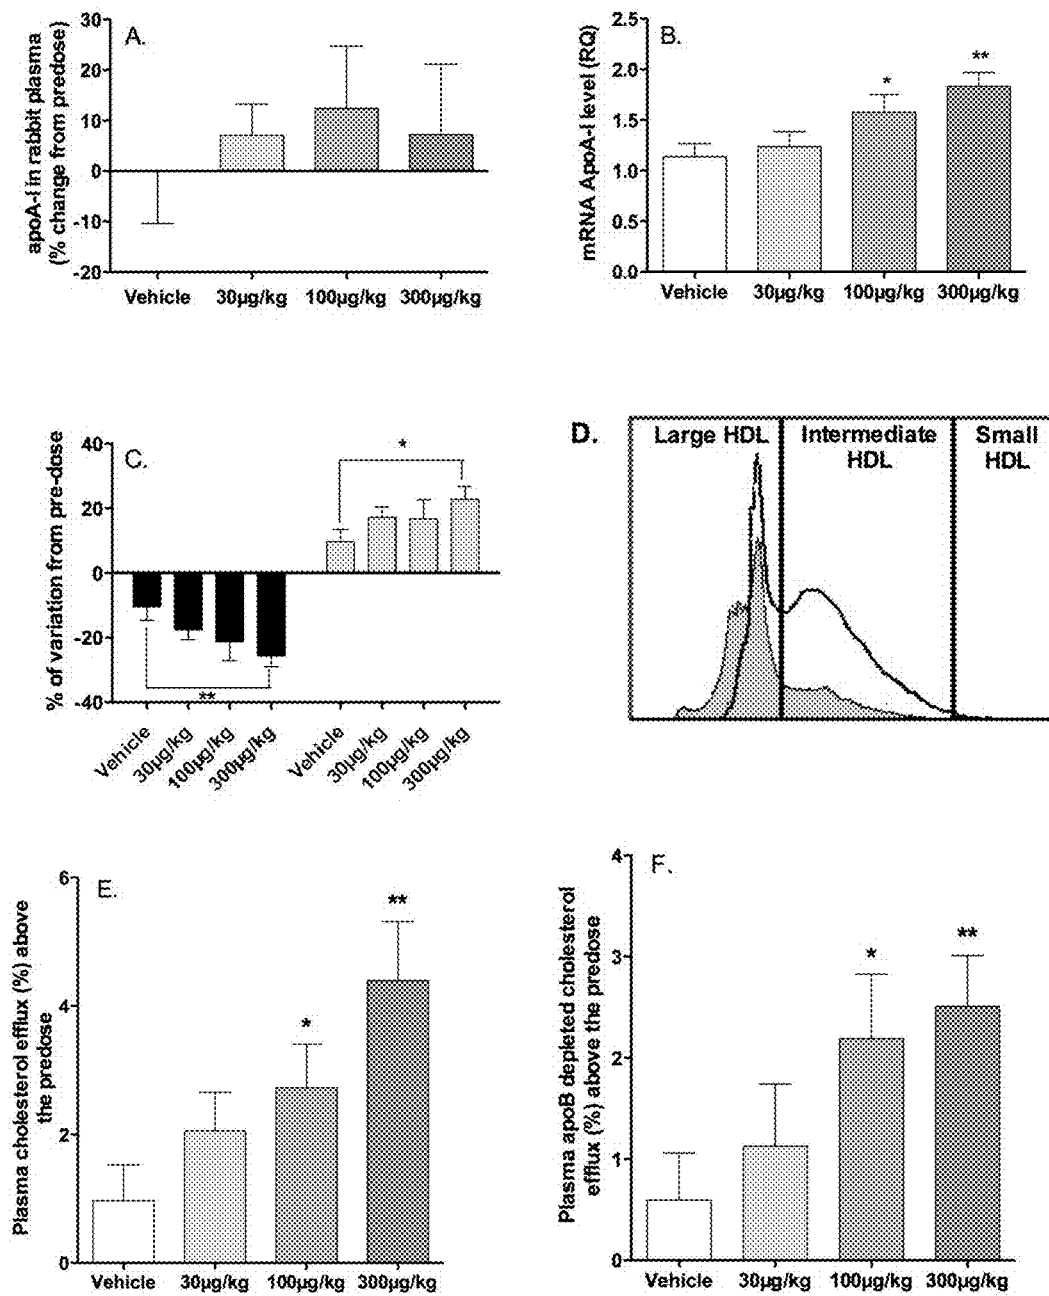 A.
apoA-I in rabbit plasma
(% change from predose)
30
20
10
0
-10
-20
Vehicle 30µg/kg 100µg/kg 300µg/kg
B.
mRNA ApoA-I level (RQ)
2.5
2.0
1.5
1.0
0.5
0.0
*
**
Vehicle 30µg/kg 100µg/kg 300µg/kg
C.
% of variation from pre-dose
40
20
0
-20
-40
*
**
Vehicle 30µg/kg 100µg/kg 300µg/kg Vehicle 30µg/kg 100µg/kg 300µg/kg
D.
Large HDL
Intermediate
HDL
Small
HDL
E.
Plasma cholesterol efflux (%) above
the predose
6
4
2
0
*
**
Vehicle 30µg/kg 100µg/kg 300µg/kg
F.
Plasma apoB depleted cholesterol
efflux (%) above the predose
4
3
2
1
0
*
**
Vehicle 30µg/kg 100µg/kg 300µg/kg